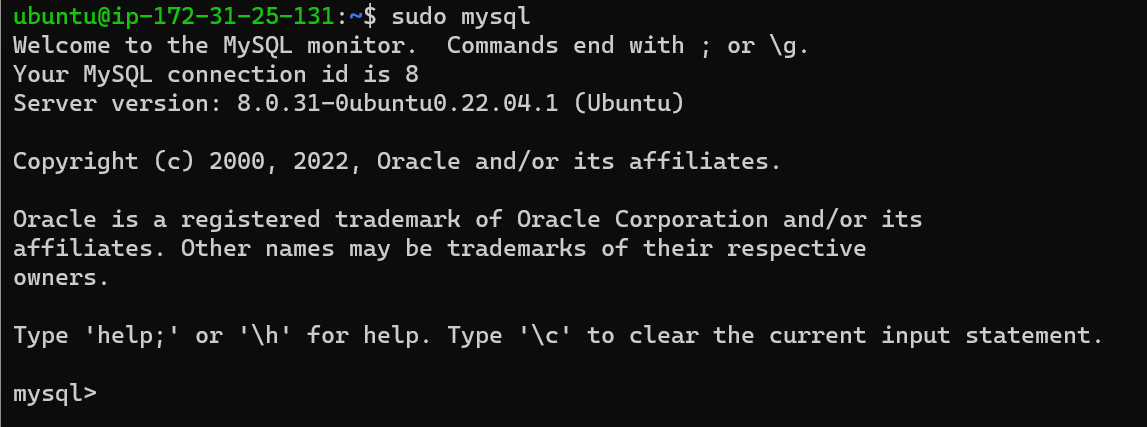 ubuntu@ip-172-31-25-131:~$ sudo mysql
Welcome to the MySQL monitor.  Commands end with ; or \g.
Your MySQL connection id is 8
Server version: 8.0.31-0ubuntu0.22.04.1 (Ubuntu)
Copyright (c) 2000, 2022, Oracle and/or its affiliates.
Oracle is a registered trademark of Oracle Corporation and/or its
affiliates. Other names may be trademarks of their respective
owners.
Type 'help;' or '\h' for help. Type '\c' to clear the current input statement.
mysql>